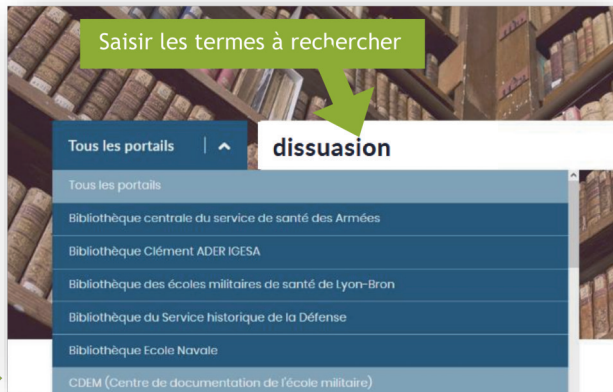 Saisir les termes à rechercher
Tous les portails
dissuasion
Tous les portails
Bibliothèque centrale du service de santé des Armées
Bibliothèque Clément ADER IGESA
Bibliothèque des écoles militaires de santé de Lyon-Bron
Bibliothèque du Service historique de la Défense
Bibliothèque Ecole Navale
CDEM (Centre de documentation de l'école militaire)